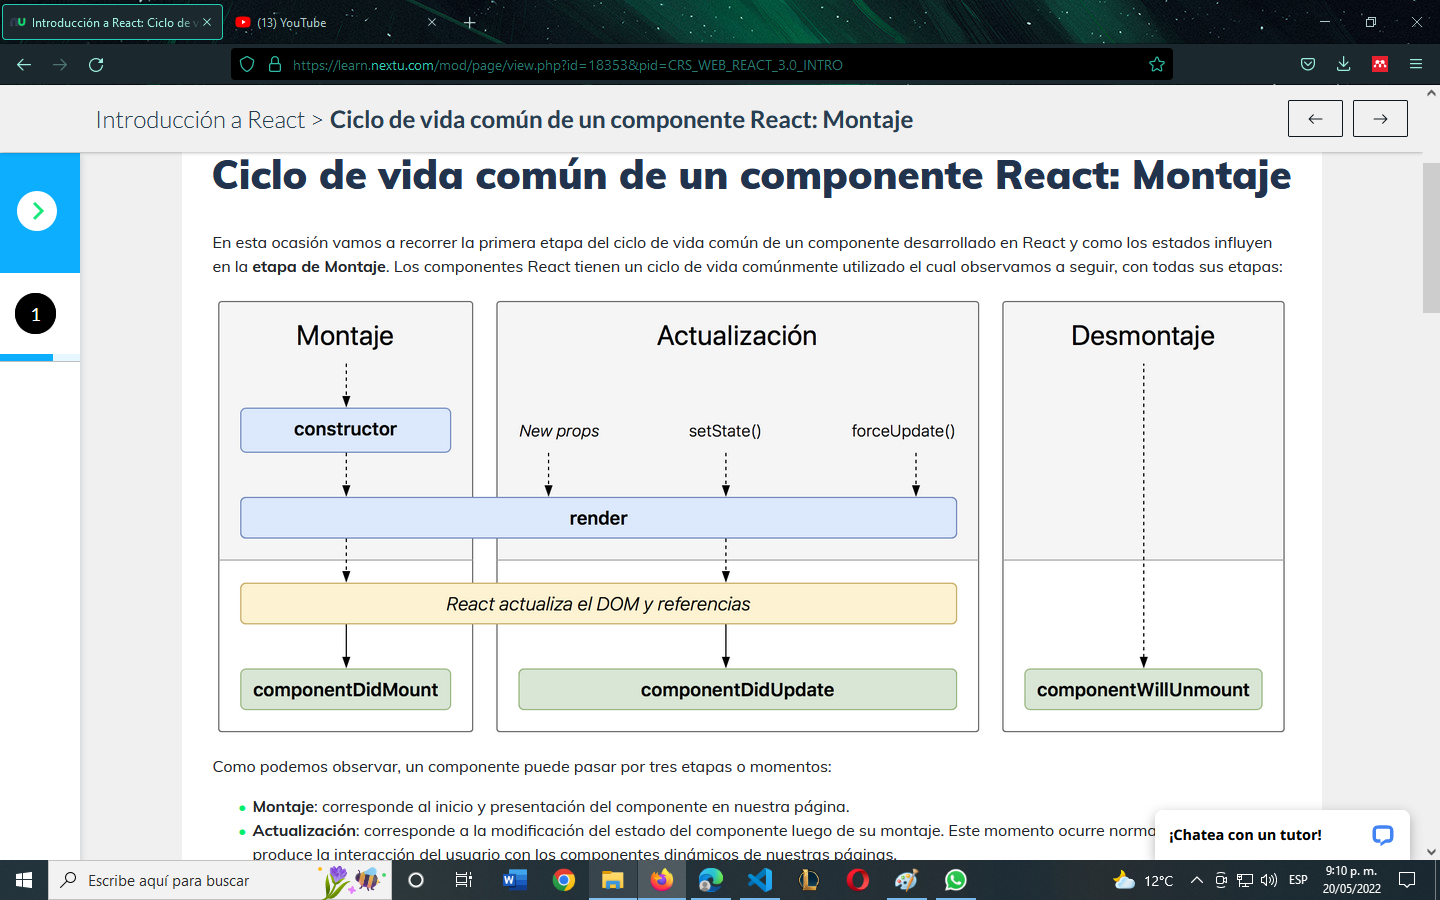 Introducción a React: Ciclo de v
(13) YouTube
https://learn.nextu.com/mod/page/view.php?id=18353&pid=CRS_WEB_REACT_3.0_INTRO
Introducción a React > Ciclo de vida común de un componente React: Montaje
1
Ciclo de vida común de un componente React: Montaje
En esta ocasión vamos a recorrer la primera etapa del ciclo de vida común de un componente desarrollado en React y como los estados influyen
en la etapa de Montaje. Los componentes React tienen un ciclo de vida comúnmente utilizado el cual observamos a seguir, con todas sus etapas:
Montaje
Actualización
Desmontaje
constructor
New props
setState()
forceUpdate()
render
React actualiza el DOM y referencias
componentDidMount
componentDidUpdate
componentWillUnmount
Como podemos observar, un componente puede pasar por tres etapas o momentos:
Montaje: corresponde al inicio y presentación del componente en nuestra página.
Actualización: corresponde a la modificación del estado del componente luego de su montaje. Este momento ocurre norma
produce la interacción del usuario con los componentes dinámicos de nuestras páginas.
¡Chatea con un tutor!
Escribe aquí para buscar
12°C
ESP
9:10 p. m.
20/05/2022